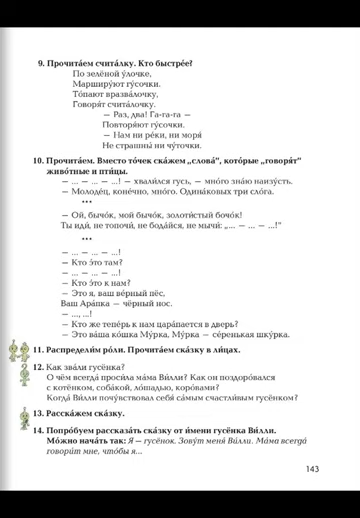 9. Прочита́ем счита́лку. Кто быстре́е?
По зелёной у́лочке,
Марширу́ют гу́сочки.
То́пают вразва́лочку,
Говоря́т счита́лочку.
— Раз, два! Га-га-га —
Повторя́ют гу́сочки.
— Нам ни ре́ки, ни моря́
Не страшны́ ни чу́точки.
10. Прочита́ем. Вместо то́чек ска́жем „слова́", кото́рые „говоря́т"
живо́тные и пти́цы.
— ... — ... — ...! — хвали́лся гусь, — мно́го зна́ю наизу́сть.
— Молоде́ц, коне́чно, мно́го. Одина́ковых три сло́га.
***
— Ой, бычо́к, мой бычо́к, золоти́стый бочо́к!
Ты иди́, не топочи́, не бода́йся, не мычи́: „... — ... — ...!"
***
— ... — ... — ...!
— Кто э́то там?
— ... — ... — ...!
— Кто э́то к нам?
— Э́то я, ваш ве́рный пёс,
Ваш Ара́пка — чёрный нос.
— ..., ...!
— Кто же тепе́рь к нам цара́пается в дверь?
— Э́то ва́ша ко́шка Му́рка, Му́рка — се́ренькая шку́рка.
11. Распредели́м ро́ли. Прочита́ем ска́зку в ли́цах.
12. Как зва́ли гусёнка?
О чём всегда́ проси́ла ма́ма Ви́лли? Как он поздоро́вался
с котёнком, соба́кой, ло́шадью, коро́вами?
Когда́ Ви́лли почу́вствовал себя́ са́мым счастли́вым гусёнком?
13. Расска́жем ска́зку.
14. Попро́буем рассказа́ть ска́зку от и́мени гусёнка Ви́лли.
Мо́жно нача́ть так: Я — гусёнок. Зову́т меня́ Ви́лли. Ма́ма всегда́
говори́т мне, что́бы я...
143